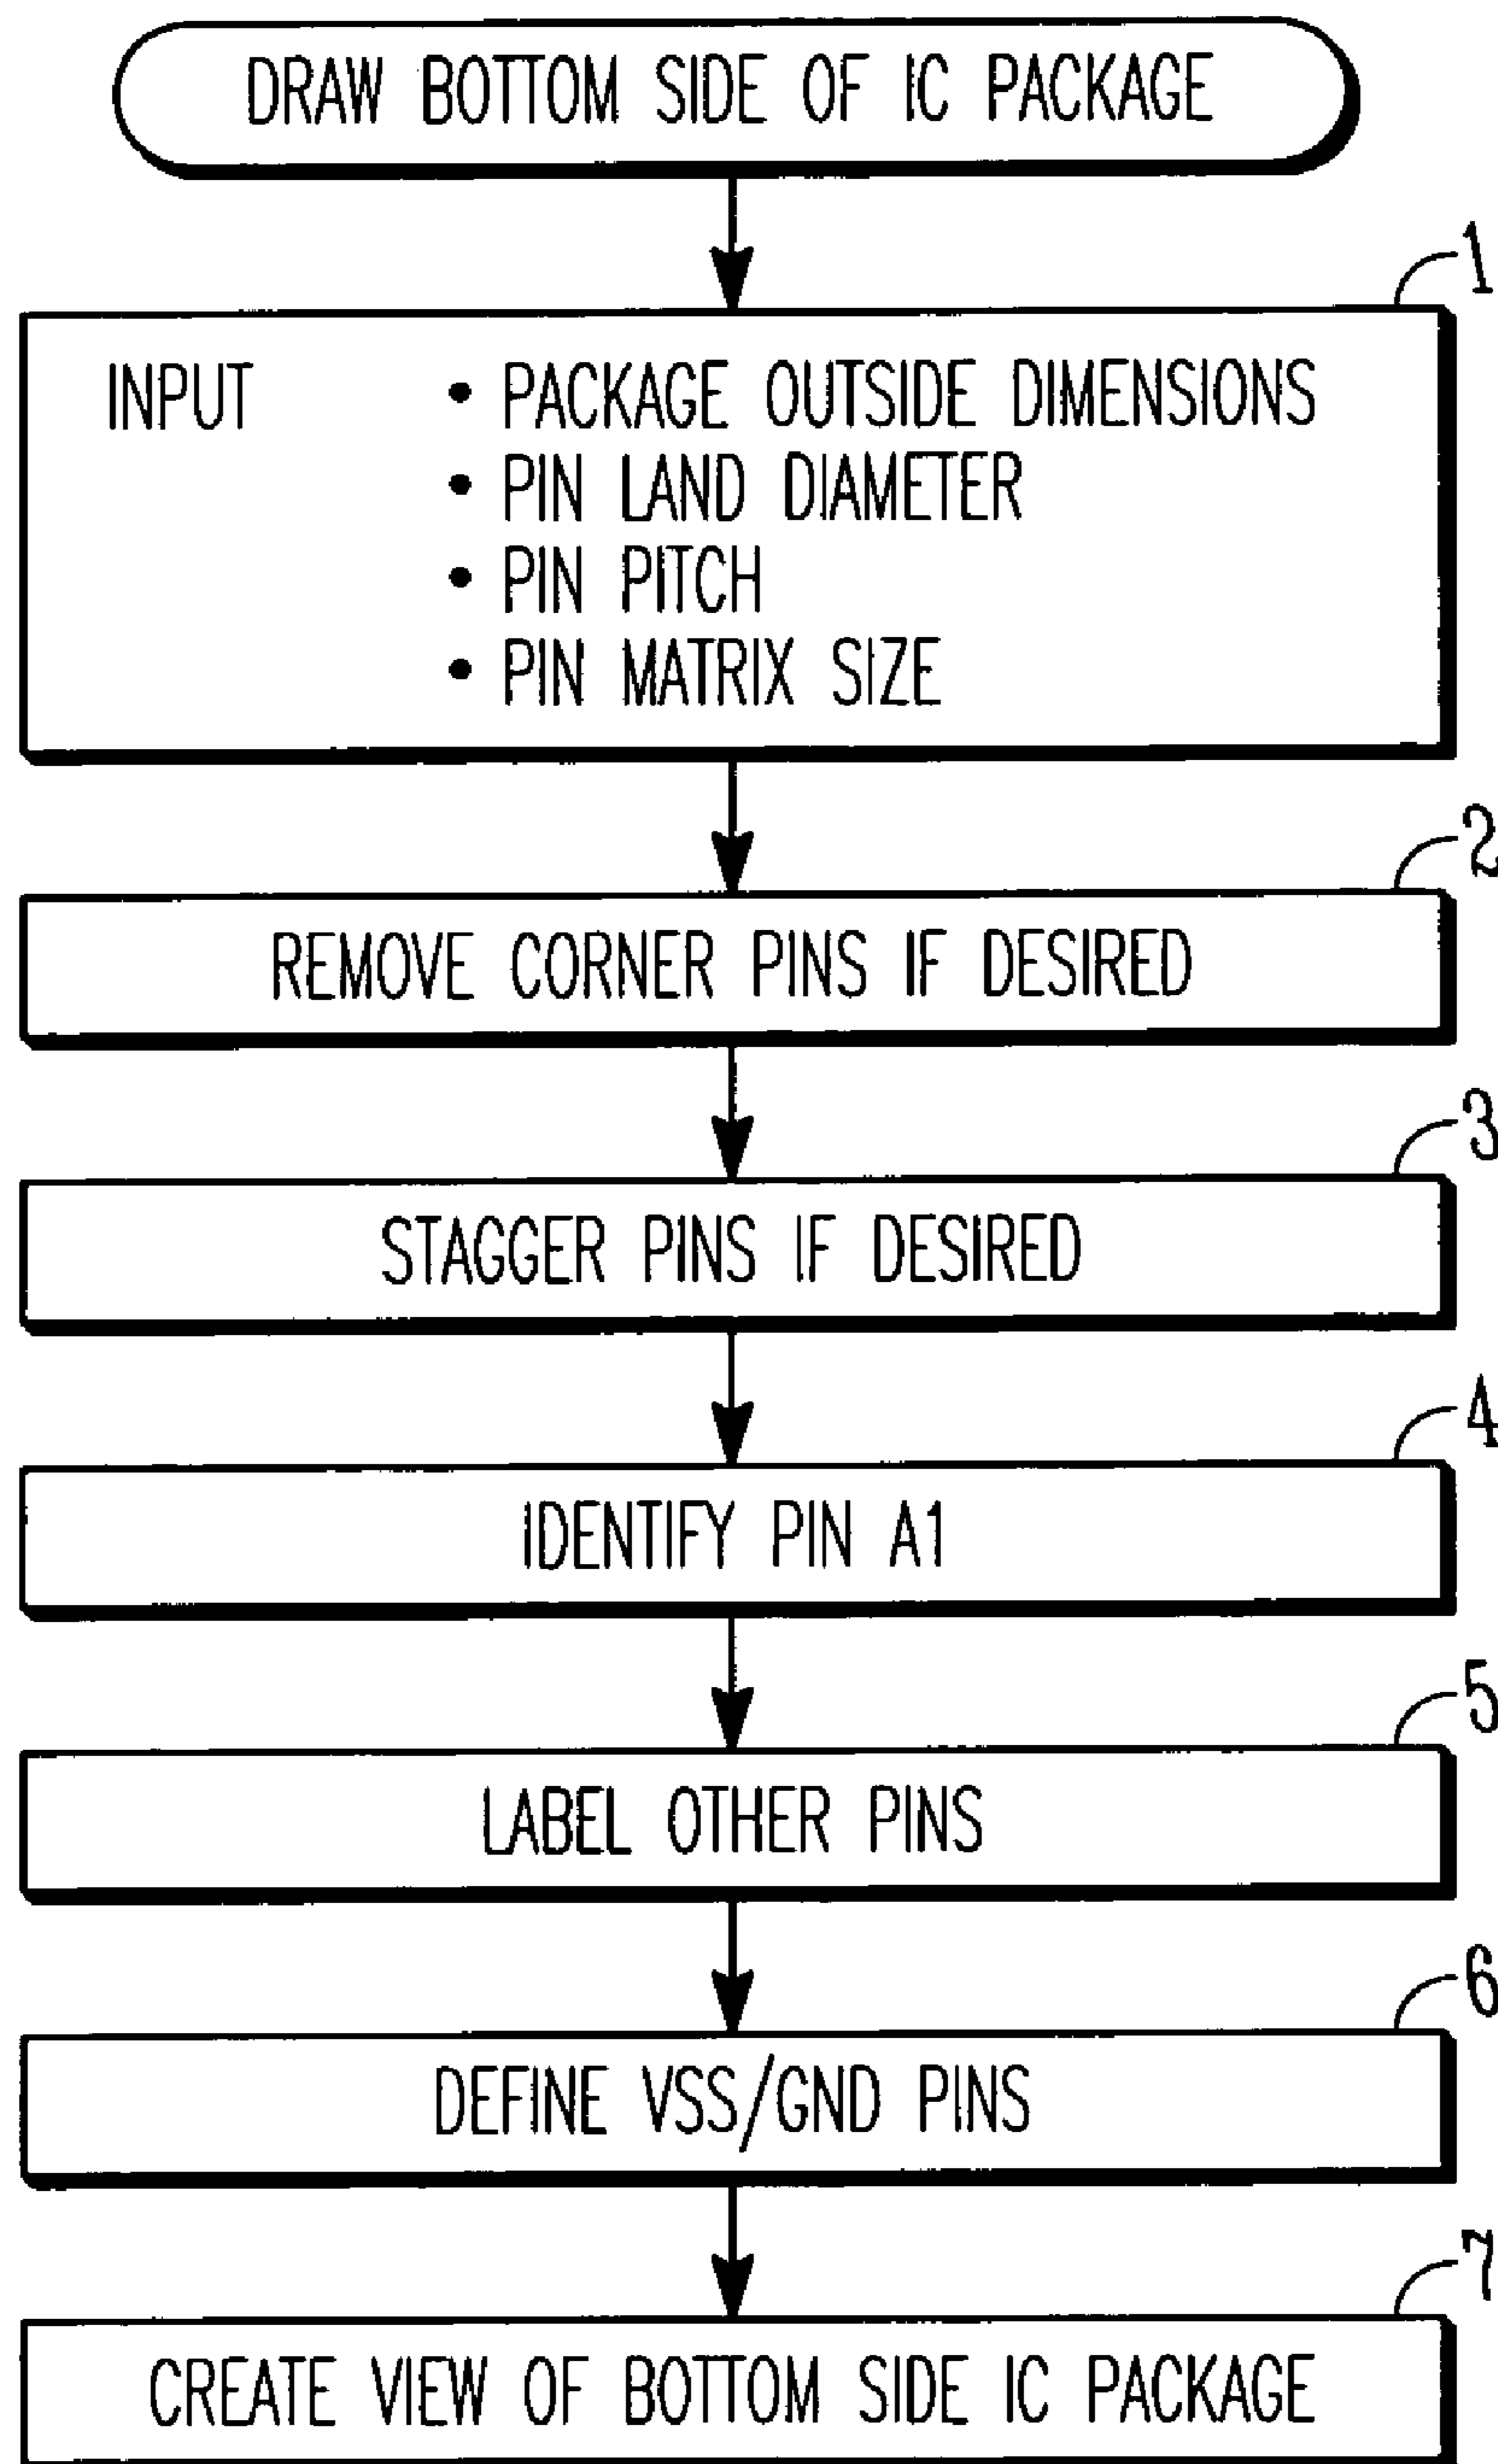 DRAW BOTTOM SIDE OF IC PACKAGE
1
INPUT • PACKAGE OUTSIDE DIMENSIONS
• PIN LAND DIAMETER
• PIN PITCH
• PIN MATRIX SIZE
2
REMOVE CORNER PINS IF DESIRED
3
STAGGER PINS IF DESIRED
4
IDENTIFY PIN A1
5
LABEL OTHER PINS
6
DEFINE VSS/GND PINS
7
CREATE VIEW OF BOTTOM SIDE IC PACKAGE